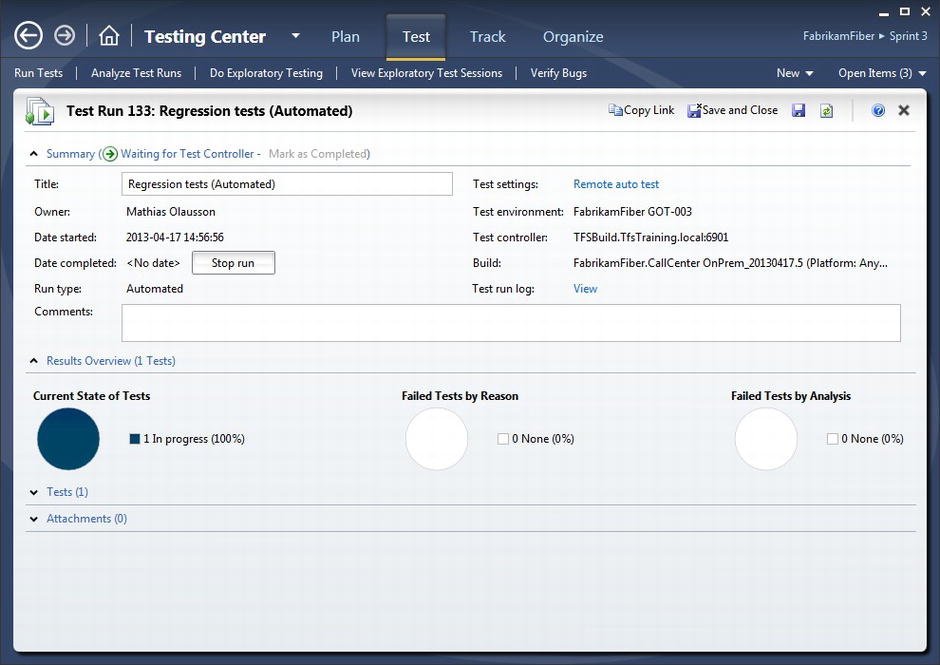 Testing Center Plan Test Track Organize FabrikamFiber ▸ Sprint 3
Run Tests Analyze Test Runs Do Exploratory Testing View Exploratory Test Sessions Verify Bugs New Open Items (3)
Test Run 133: Regression tests (Automated) Copy Link Save and Close
Summary (Waiting for Test Controller - Mark as Completed)
Title: Regression tests (Automated) Test settings: Remote auto test
Owner: Mathias Olausson Test environment: FabrikamFiber GOT-003
Date started: 2013-04-17 14:56:56 Test controller: TFSBuild.TfsTraining.local:6901
Date completed: <No date> Stop run Build: FabrikamFiber.CallCenter OnPrem_20130417.5 (Platform: Any...
Run type: Automated Test run log: View
Comments:
Results Overview (1 Tests)
Current State of Tests Failed Tests by Reason Failed Tests by Analysis
1 In progress (100%) 0 None (0%) 0 None (0%)
Tests (1)
Attachments (0)